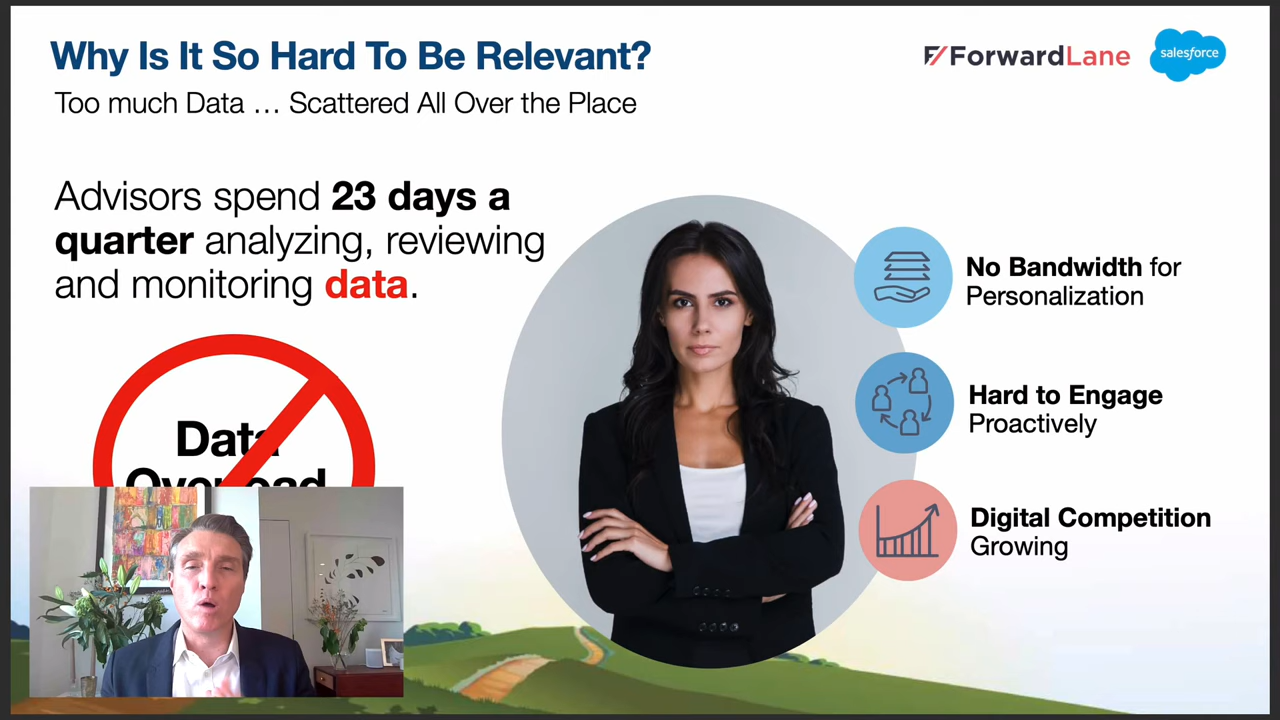 Why Is It So Hard To Be Relevant?
Too much Data … Scattered All Over the Place
ForwardLane
salesforce
Advisors spend 23 days a
quarter analyzing, reviewing
and monitoring data.
Data
Overload
No Bandwidth for
Personalization
Hard to Engage
Proactively
Digital Competition
Growing